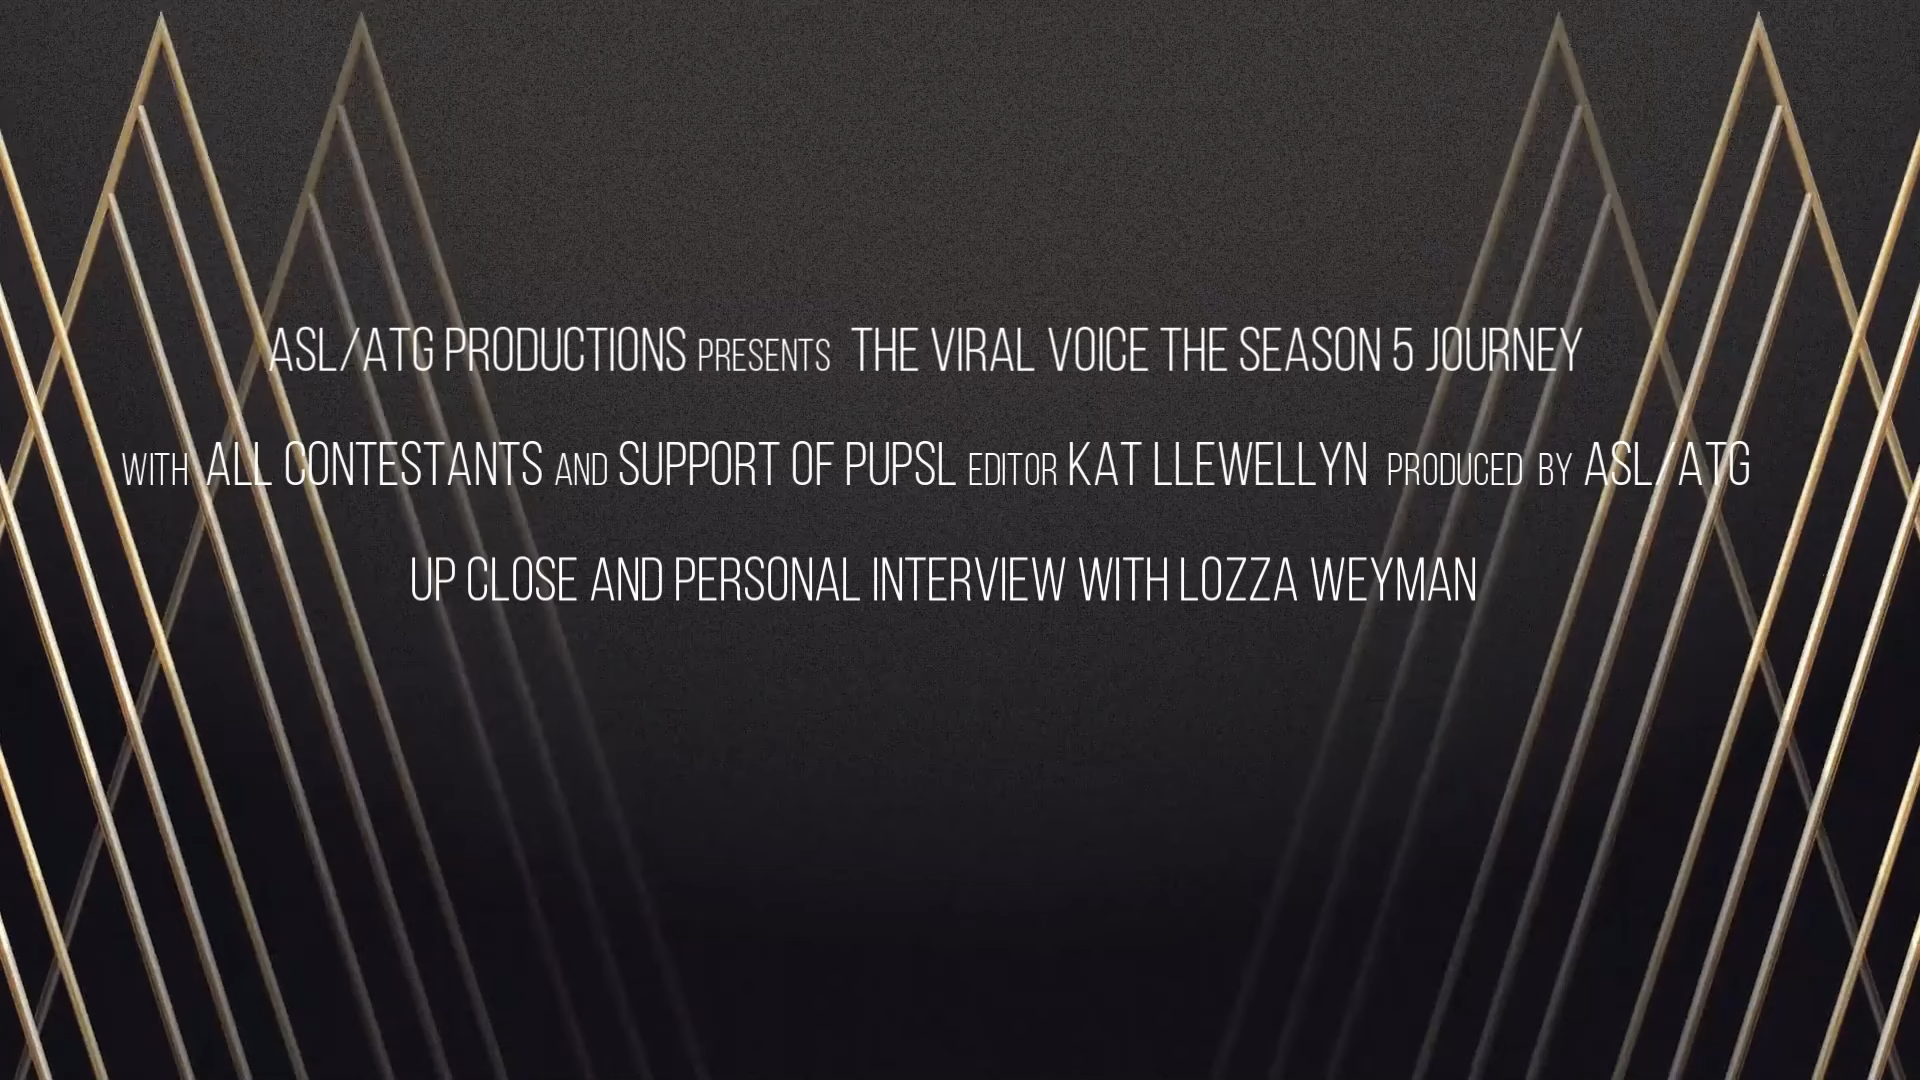 ASL/ATG PRODUCTIONS PRESENTS THE VIRAL VOICE THE SEASON 5 JOURNEY
WITH ALL CONTESTANTS AND SUPPORT OF PUPSL EDITOR KAT LLEWELLYN PRODUCED BY ASL/ATG
UP CLOSE AND PERSONAL INTERVIEW WITH LOZZA WEYMAN